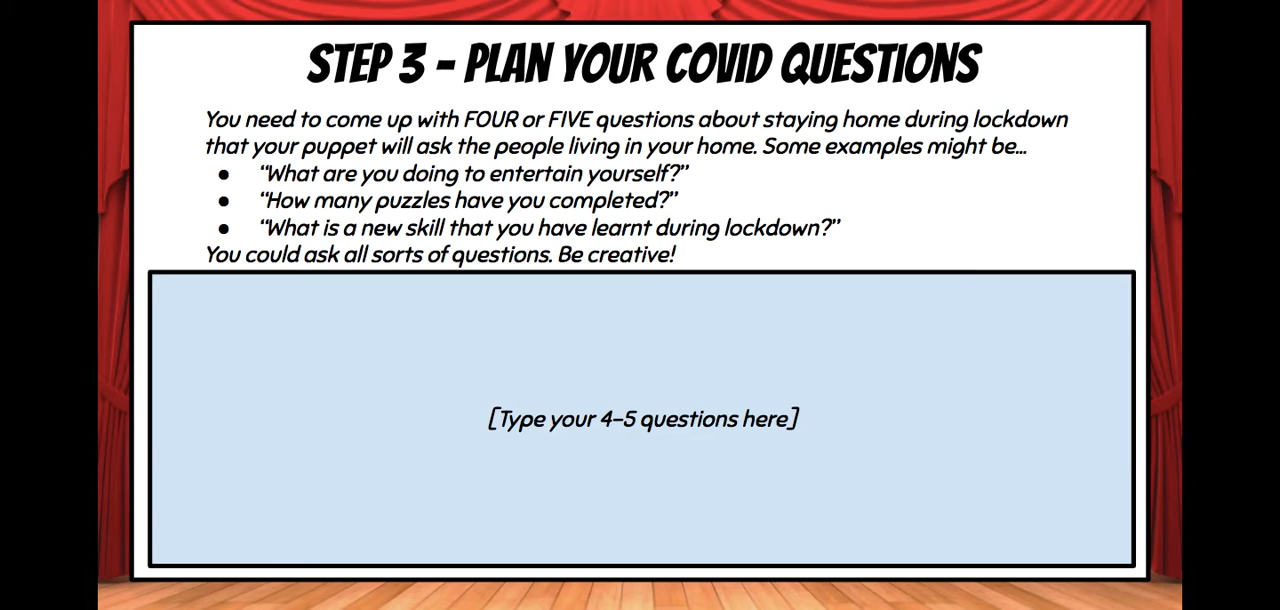 STEP 3 - PLAN YOUR COVID QUESTIONS
You need to come up with FOUR or FIVE questions about staying home during lockdown
that your puppet will ask the people living in your home. Some examples might be...
● “What are you doing to entertain yourself?”
● “How many puzzles have you completed?”
● “What is a new skill that you have learnt during lockdown?”
You could ask all sorts of questions. Be creative!
[Type your 4-5 questions here]